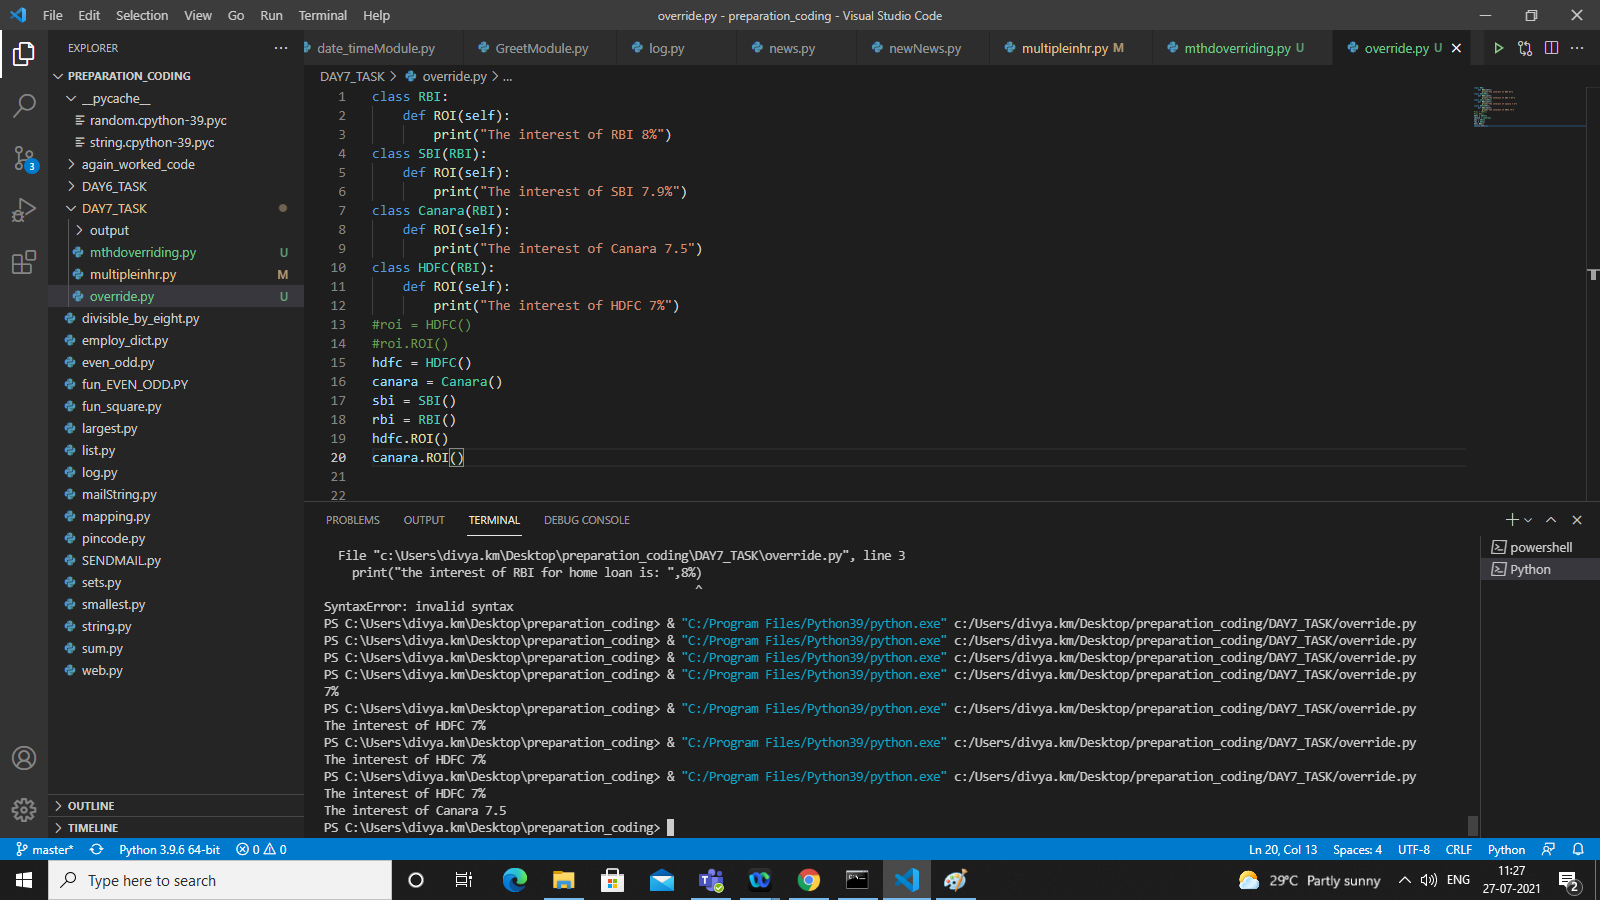 File Edit Selection View Go Run Terminal Help override.py - preparation_coding - Visual Studio Code
EXPLORER
date_timeModule.py GreetModule.py log.py news.py newNews.py multipleinhr.py M mthdoverriding.py U override.py U
PREPARATION_CODING
__pycache__
random.cpython-39.pyc
string.cpython-39.pyc
again_worked_code
DAY6_TASK
DAY7_TASK
output
mthdoverriding.py U
multipleinhr.py M
override.py U
divisible_by_eight.py
employ_dict.py
even_odd.py
fun_EVEN_ODD.PY
fun_square.py
largest.py
list.py
log.py
mailString.py
mapping.py
pincode.py
SENDMAIL.py
sets.py
smallest.py
string.py
sum.py
web.py
OUTLINE
TIMELINE
3
DAY7_TASK > override.py > ...
1 class RBI:
2 def ROI(self):
3 print("The interest of RBI 8%")
4 class SBI(RBI):
5 def ROI(self):
6 print("The interest of SBI 7.9%")
7 class Canara(RBI):
8 def ROI(self):
9 print("The interest of Canara 7.5")
10 class HDFC(RBI):
11 def ROI(self):
12 print("The interest of HDFC 7%")
13 #roi = HDFC()
14 #roi.ROI()
15 hdfc = HDFC()
16 canara = Canara()
17 sbi = SBI()
18 rbi = RBI()
19 hdfc.ROI()
20 canara.ROI()
21
22
PROBLEMS OUTPUT TERMINAL DEBUG CONSOLE
powershell
Python
File "c:\Users\divya.km\Desktop\preparation_coding\DAY7_TASK\override.py", line 3
print("the interest of RBI for home loan is: ",8%)
^
SyntaxError: invalid syntax
PS C:\Users\divya.km\Desktop\preparation_coding> & "C:/Program Files/Python39/python.exe" c:/Users/divya.km/Desktop/preparation_coding/DAY7_TASK/override.py
PS C:\Users\divya.km\Desktop\preparation_coding> & "C:/Program Files/Python39/python.exe" c:/Users/divya.km/Desktop/preparation_coding/DAY7_TASK/override.py
PS C:\Users\divya.km\Desktop\preparation_coding> & "C:/Program Files/Python39/python.exe" c:/Users/divya.km/Desktop/preparation_coding/DAY7_TASK/override.py
PS C:\Users\divya.km\Desktop\preparation_coding> & "C:/Program Files/Python39/python.exe" c:/Users/divya.km/Desktop/preparation_coding/DAY7_TASK/override.py
7%
PS C:\Users\divya.km\Desktop\preparation_coding> & "C:/Program Files/Python39/python.exe" c:/Users/divya.km/Desktop/preparation_coding/DAY7_TASK/override.py
The interest of HDFC 7%
PS C:\Users\divya.km\Desktop\preparation_coding> & "C:/Program Files/Python39/python.exe" c:/Users/divya.km/Desktop/preparation_coding/DAY7_TASK/override.py
The interest of HDFC 7%
PS C:\Users\divya.km\Desktop\preparation_coding> & "C:/Program Files/Python39/python.exe" c:/Users/divya.km/Desktop/preparation_coding/DAY7_TASK/override.py
The interest of HDFC 7%
The interest of Canara 7.5
PS C:\Users\divya.km\Desktop\preparation_coding>
master* Python 3.9.6 64-bit 0 0 Ln 20, Col 13 Spaces: 4 UTF-8 CRLF Python
Type here to search 29°C Partly sunny ENG 11:27
27-07-2021
2